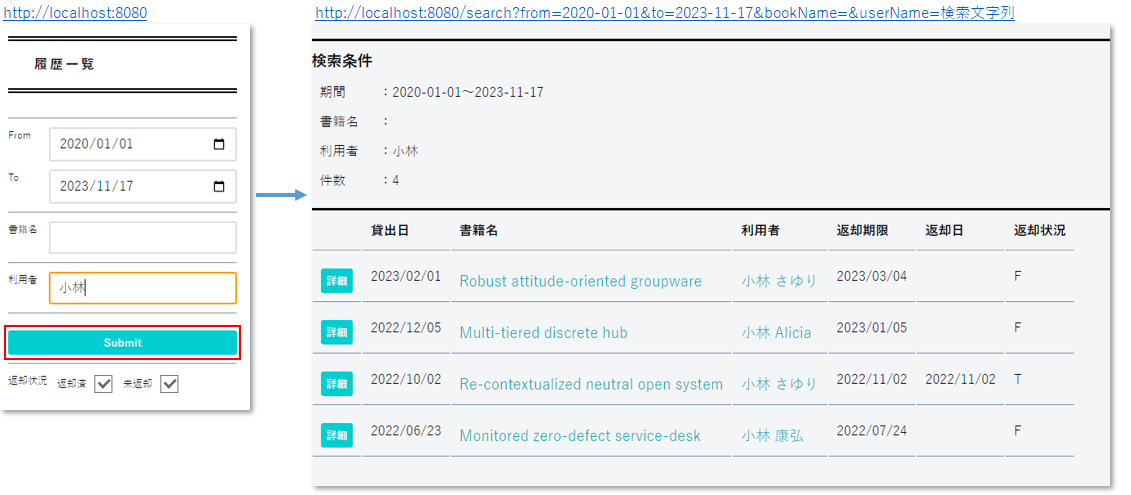 http://localhost:8080
履歴一覧
From
2020/01/01
To
2023/11/17
書籍名
利用者
小林
Submit
返却状況 返却済 未返却
http://localhost:8080/search?from=2020-01-01&to=2023-11-17&bookName=&userName=検索文字列
検索条件
期間 : 2020-01-01～2023-11-17
書籍名 :
利用者 : 小林
件数 : 4
貸出日 書籍名 利用者 返却期限 返却日 返却状況
詳細 2023/02/01 Robust attitude-oriented groupware 小林 さゆり 2023/03/04 F
詳細 2022/12/05 Multi-tiered discrete hub 小林 Alicia 2023/01/05 F
詳細 2022/10/02 Re-contextualized neutral open system 小林 さゆり 2022/11/02 2022/11/02 T
詳細 2022/06/23 Monitored zero-defect service-desk 小林 康弘 2022/07/24 F